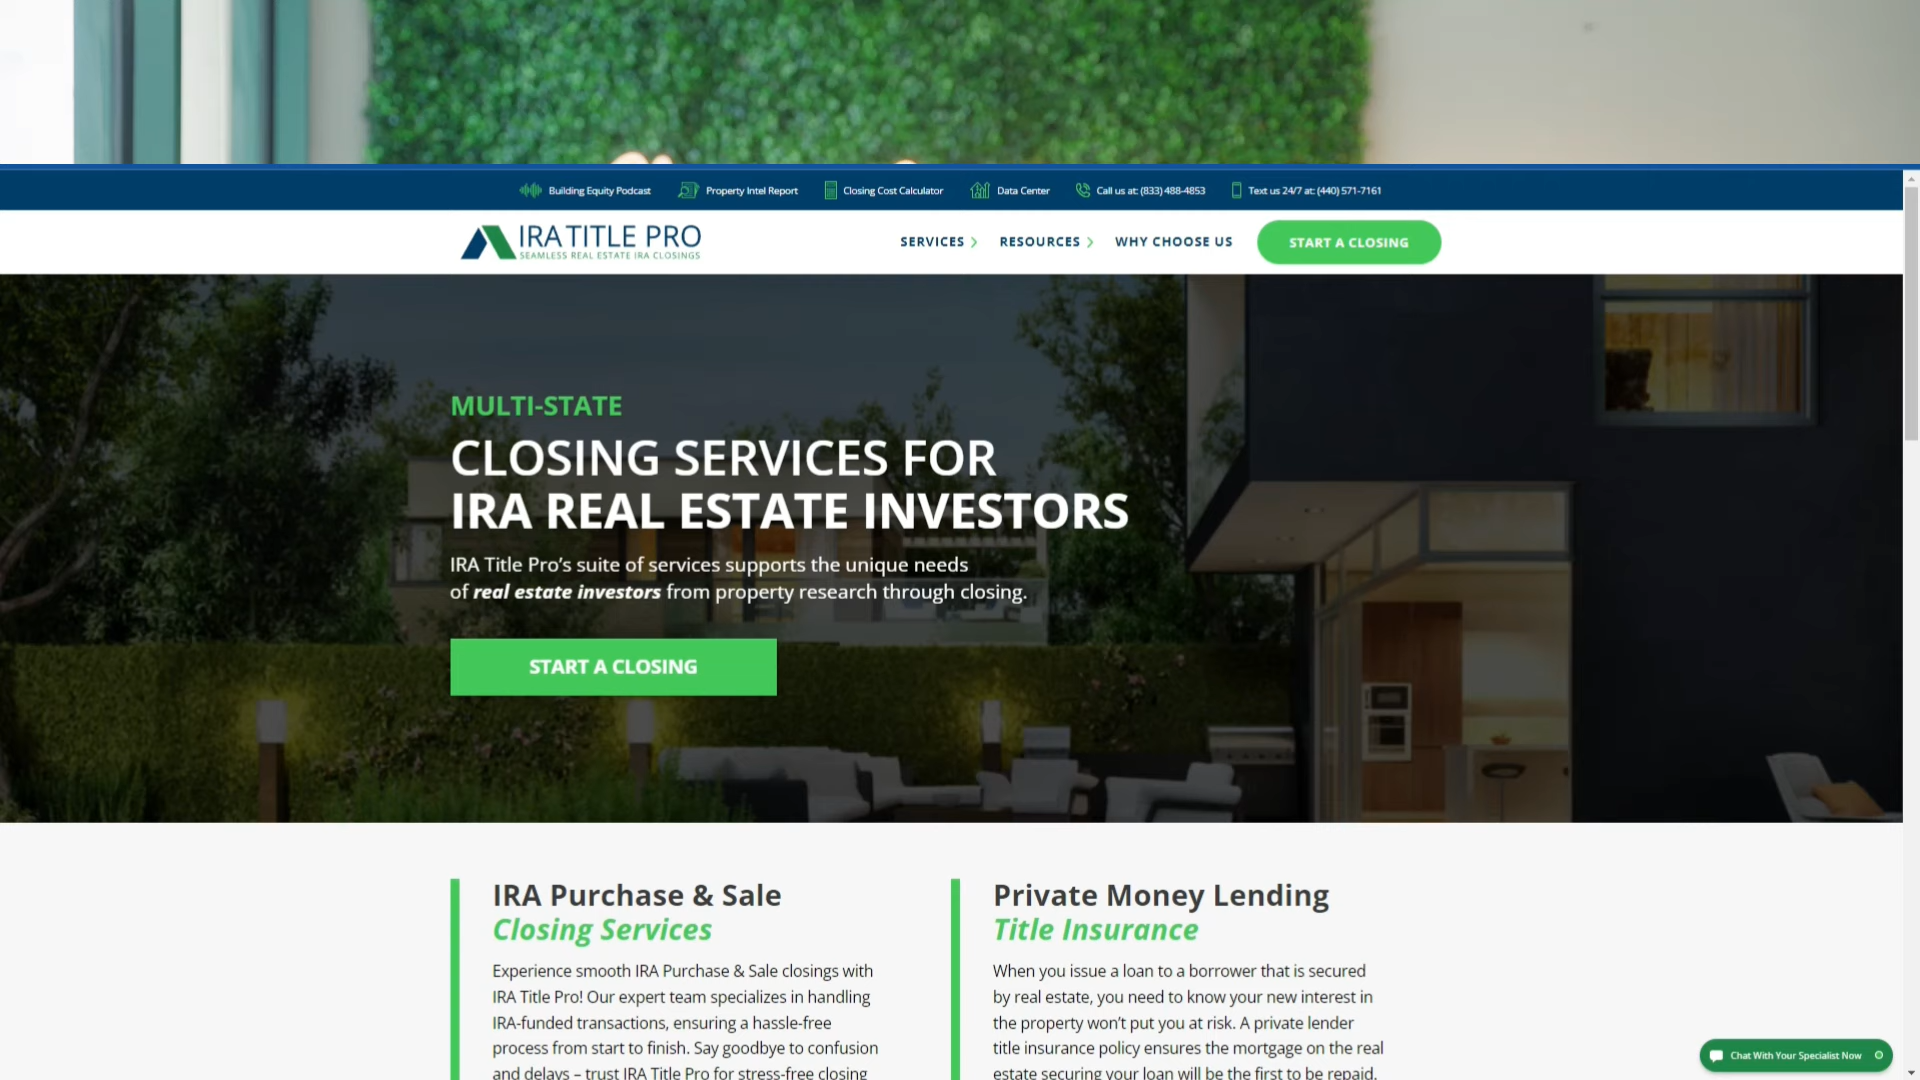 Building Equity Podcast
Property Intel Report
Closing Cost Calculator
Data Center
Call us at: (833) 488-4853
Text us 24/7 at: (440) 571-7161
IRA TITLE PRO
SEAMLESS REAL ESTATE IRA CLOSINGS
SERVICES
RESOURCES
WHY CHOOSE US
START A CLOSING
MULTI-STATE
CLOSING SERVICES FOR
IRA REAL ESTATE INVESTORS
IRA Title Pro’s suite of services supports the unique needs
of real estate investors from property research through closing.
START A CLOSING
IRA Purchase & Sale
Closing Services
Experience smooth IRA Purchase & Sale closings with
IRA Title Pro! Our expert team specializes in handling
IRA-funded transactions, ensuring a hassle-free
process from start to finish. Say goodbye to confusion
and delays – trust IRA Title Pro for stress-free closing
Private Money Lending
Title Insurance
When you issue a loan to a borrower that is secured
by real estate, you need to know your new interest in
the property won’t put you at risk. A private lender
title insurance policy ensures the mortgage on the real
estate securing your loan will be the first to be repaid.
Chat With Your Specialist Now